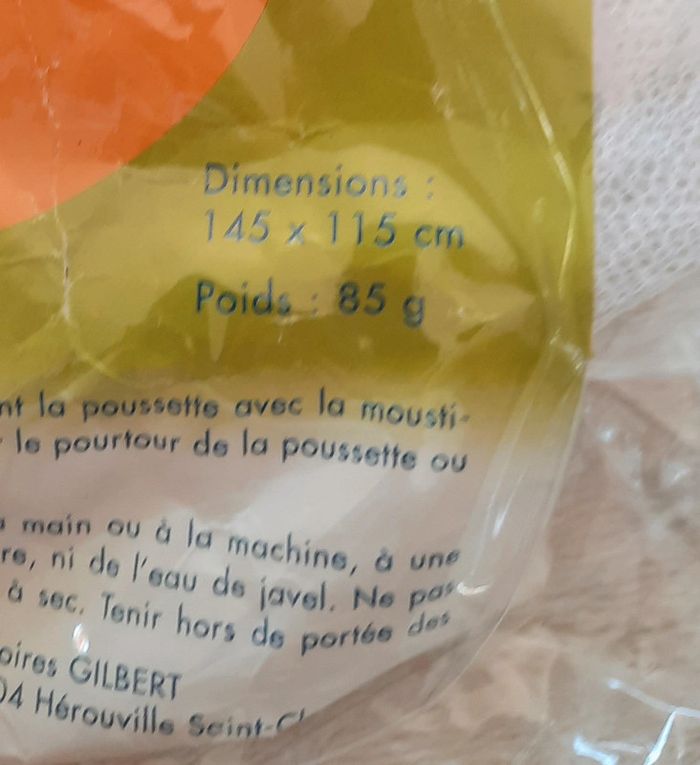 Dimensions :
145 x 115 cm
Poids : 85 g
nt la poussette avec la mousti-
le pourtour de la poussette ou
main ou à la machine, à une
re, ni de l'eau de javel. Ne pas
à sec. Tenir hors de portée des
oires GILBERT
04 Hérouville Saint-Cl